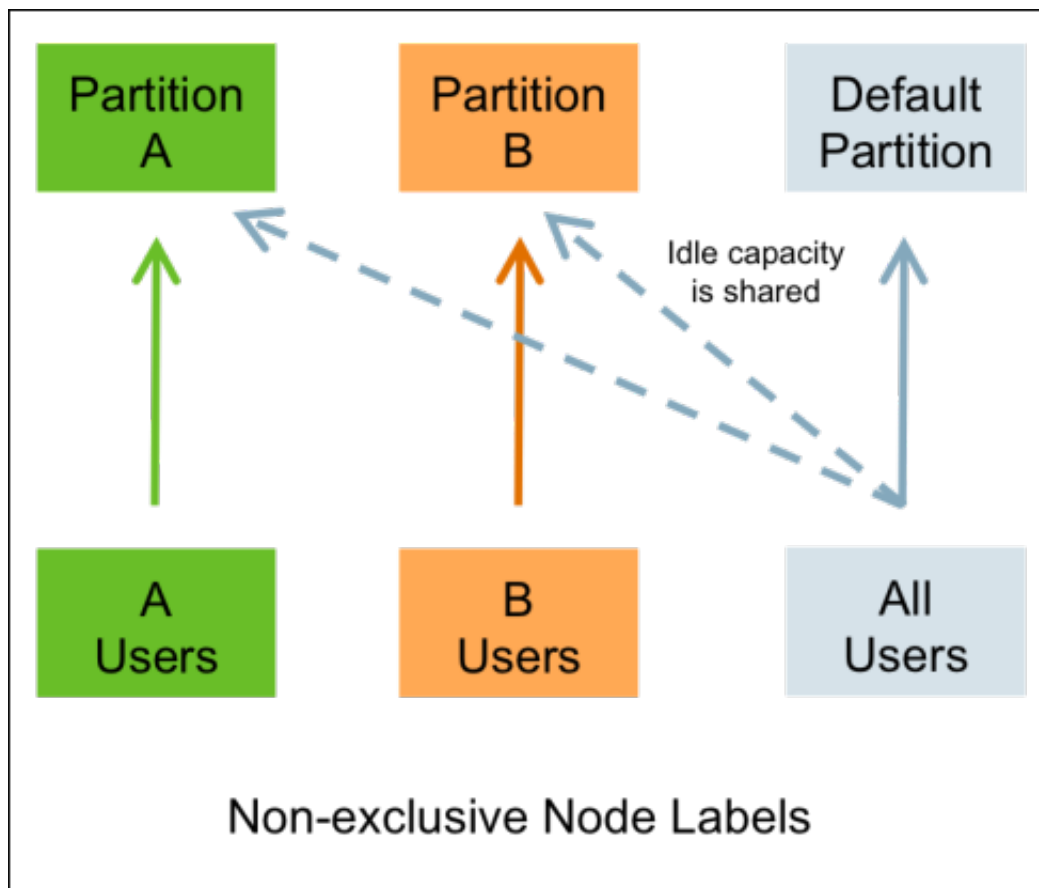 Partition
A
Partition
B
Default
Partition
Idle capacity
is shared
A
Users
B
Users
All
Users
Non-exclusive Node Labels